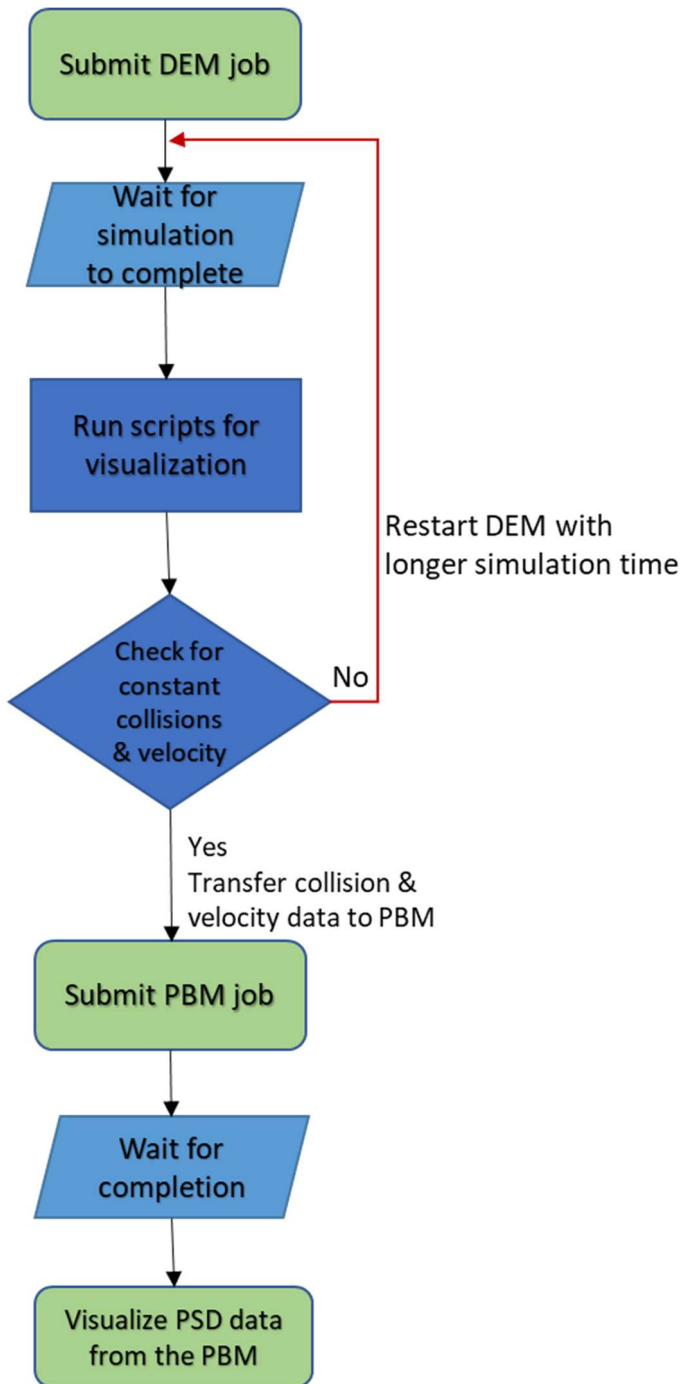 Submit DEM job
Wait for
simulation
to complete
Run scripts for
visualization
Restart DEM with
longer simulation time
Check for
constant
collisions
& velocity
No
Yes
Transfer collision &
velocity data to PBM
Submit PBM job
Wait for
completion
Visualize PSD data
from the PBM